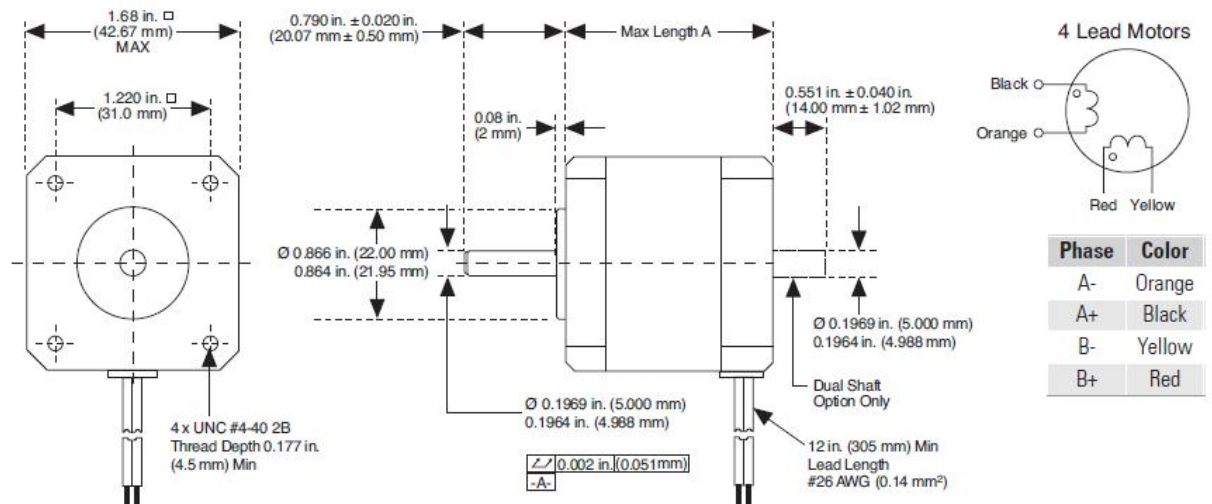 1.68 in. □
(42.67 mm)
MAX
1.220 in. □
(31.0 mm)
4 x UNC #4-40 2B
Thread Depth 0.177 in.
(4.5 mm) Min
0.790 in. ± 0.020 in.
(20.07 mm ± 0.50 mm)
Max Length A
0.08 in.
(2 mm)
0.551 in. ± 0.040 in.
(14.00 mm ± 1.02 mm)
Ø 0.866 in. (22.00 mm)
0.864 in. (21.95 mm)
Ø 0.1969 in. (5.000 mm)
0.1964 in. (4.988 mm)
0.002 in. (0.051mm)
-A-
Ø 0.1969 in. (5.000 mm)
0.1964 in. (4.988 mm)
Dual Shaft
Option Only
12 in. (305 mm) Min
Lead Length
#26 AWG (0.14 mm²)
4 Lead Motors
Black
Orange
Red Yellow
Phase Color
A- Orange
A+ Black
B- Yellow
B+ Red